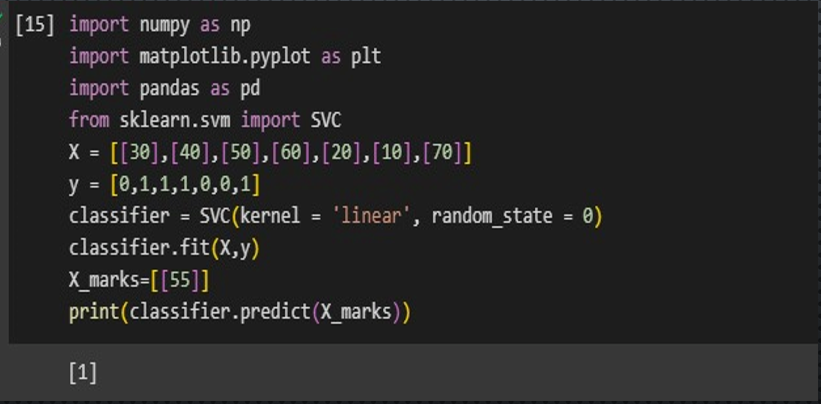 [15] import numpy as np
import matplotlib.pyplot as plt
import pandas as pd
from sklearn.svm import SVC
X = [[30],[40],[50],[60],[20],[10],[70]]
y = [0,1,1,1,0,0,1]
classifier = SVC(kernel = 'linear', random_state = 0)
classifier.fit(X,y)
X_marks=[[55]]
print(classifier.predict(X_marks))
[1]